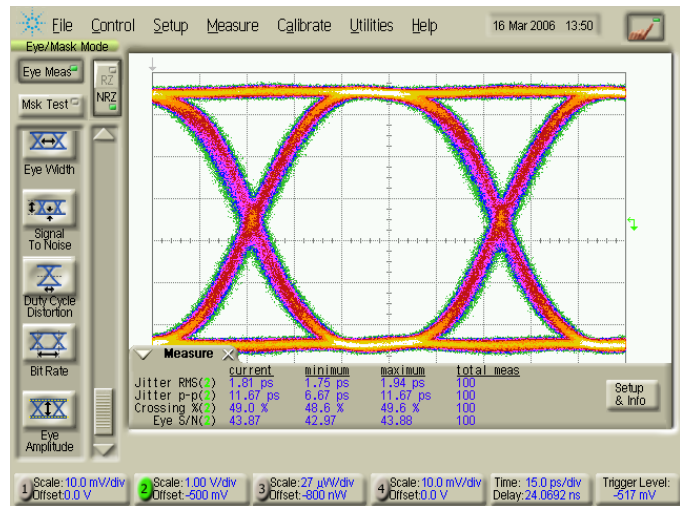 File Control Setup Measure Calibrate Utilities Help 16 Mar 2006 13:50
Eye/Mask Mode
Eye Meas
RZ
Msk Test
NRZ
Eye Width
Signal
To Noise
Duty Cycle
Distortion
Bit Rate
Eye
Amplitude
Measure
current minimum maximum total meas
Jitter RMS(2) 1.81 ps 1.75 ps 1.94 ps 100
Jitter p-p(2) 11.67 ps 6.67 ps 11.67 ps 100
Crossing %(2) 49.0 % 48.6 % 49.6 % 100
Eye S/N(2) 43.87 42.97 43.88 100
Setup
& Info
1 Scale:10.0 mV/div
Offset:0.0 V
2 Scale:1.00 V/div
Offset:-500 mV
3 Scale:27 µW/div
Offset:-800 nW
4 Scale:10.0 mV/div
Offset:0.0 V
Time: 15.0 ps/div
Delay:24.0692 ns
Trigger Level:
-517 mV